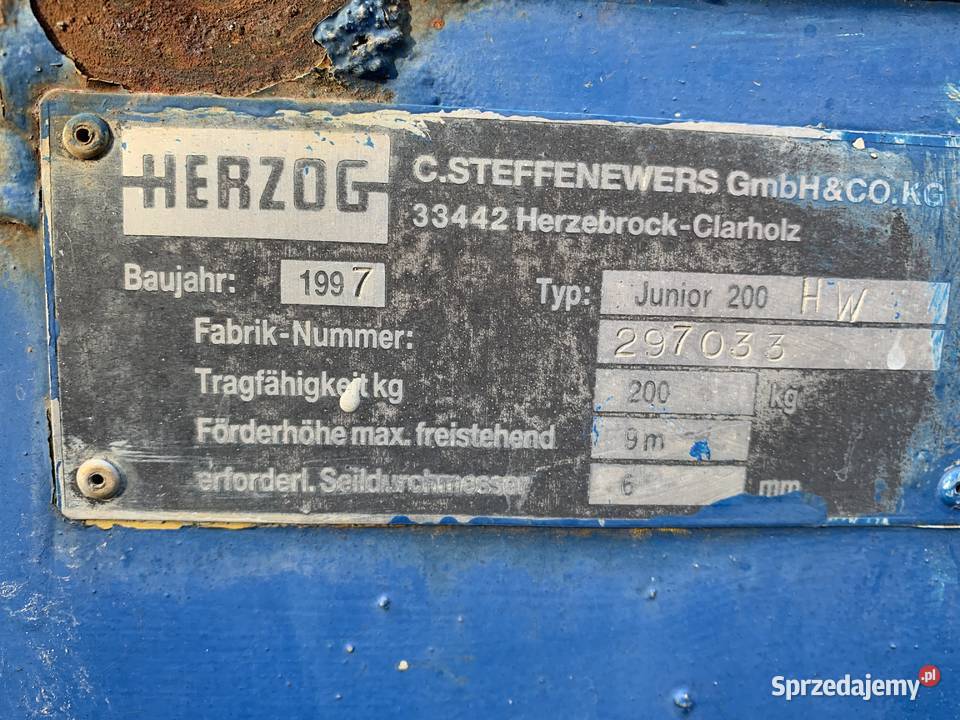 HERZOG
C.STEFFENEWERS GmbH&CO.KG
33442 Herzebrock-Clarholz
Baujahr: 1997
Typ: Junior 200 HW
Fabrik-Nummer: 297033
Tragfähigkeit kg 200 kg
Förderhöhe max. freistehend 9m
erforderl. Seildurchmesser 6 mm
Sprzedajemy.pl